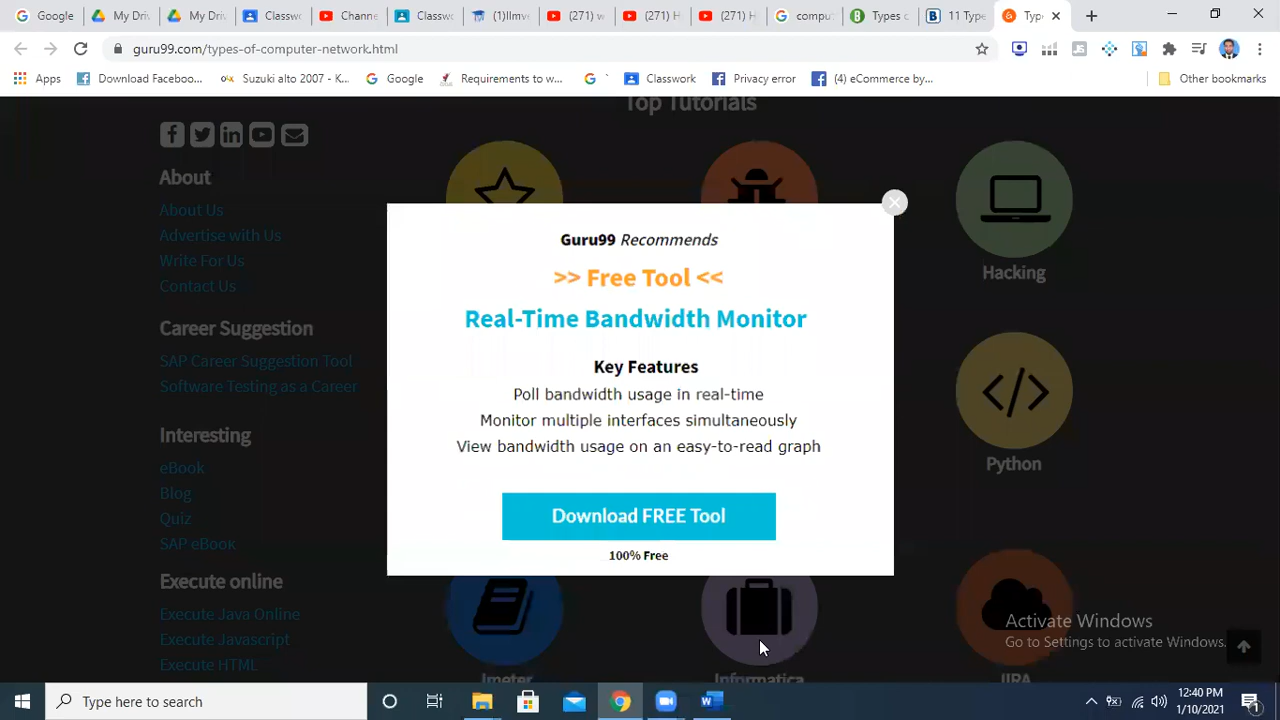 Google
My Driv
My Driv
Classw
Channe
Classw
(1)llmv
(271) v
(271) H
(271) H
compu
Types c
11 Type
Type
guru99.com/types-of-computer-network.html
Apps
Download Faceboo...
Suzuki alto 2007 - K...
Google
Requirements to w...
Classwork
Privacy error
(4) eCommerce by...
Other bookmarks
Top Tutorials
About
About Us
Advertise with Us
Write For Us
Contact Us
Career Suggestion
SAP Career Suggestion Tool
Software Testing as a Career
Interesting
eBook
Blog
Quiz
SAP eBook
Execute online
Execute Java Online
Execute Javascript
Execute HTML
Guru99 Recommends
>> Free Tool <<
Real-Time Bandwidth Monitor
Key Features
Poll bandwidth usage in real-time
Monitor multiple interfaces simultaneously
View bandwidth usage on an easy-to-read graph
Download FREE Tool
100% Free
Hacking
Python
Jmeter
Informatica
JIRA
Activate Windows
Go to Settings to activate Windows.
Type here to search
12:40 PM
1/10/2021